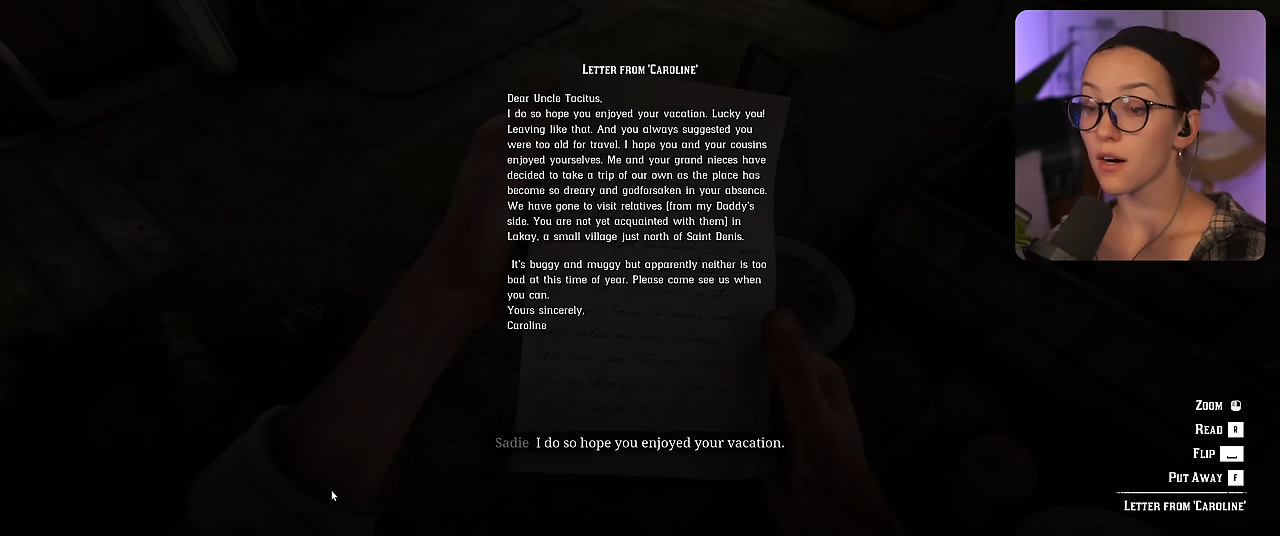 LETTER FROM 'CAROLINE'
Dear Uncle Tacitus,
I do so hope you enjoyed your vacation. Lucky you!
Leaving like that. And you always suggested you
were too old for travel. I hope you and your cousins
enjoyed yourselves. Me and your grand nieces have
decided to take a trip of our own as the place has
become so dreary and godforsaken in your absence.
We have gone to visit relatives (from my Daddy's
side. You are not yet acquainted with them) in
Lakay, a small village just north of Saint Denis.
It's buggy and muggy but apparently neither is too
bad at this time of year. Please come see us when
you can.
Yours sincerely,
Caroline
Sadie I do so hope you enjoyed your vacation.
ZOOM
READ R
FLIP
PUT AWAY F
LETTER FROM 'CAROLINE'